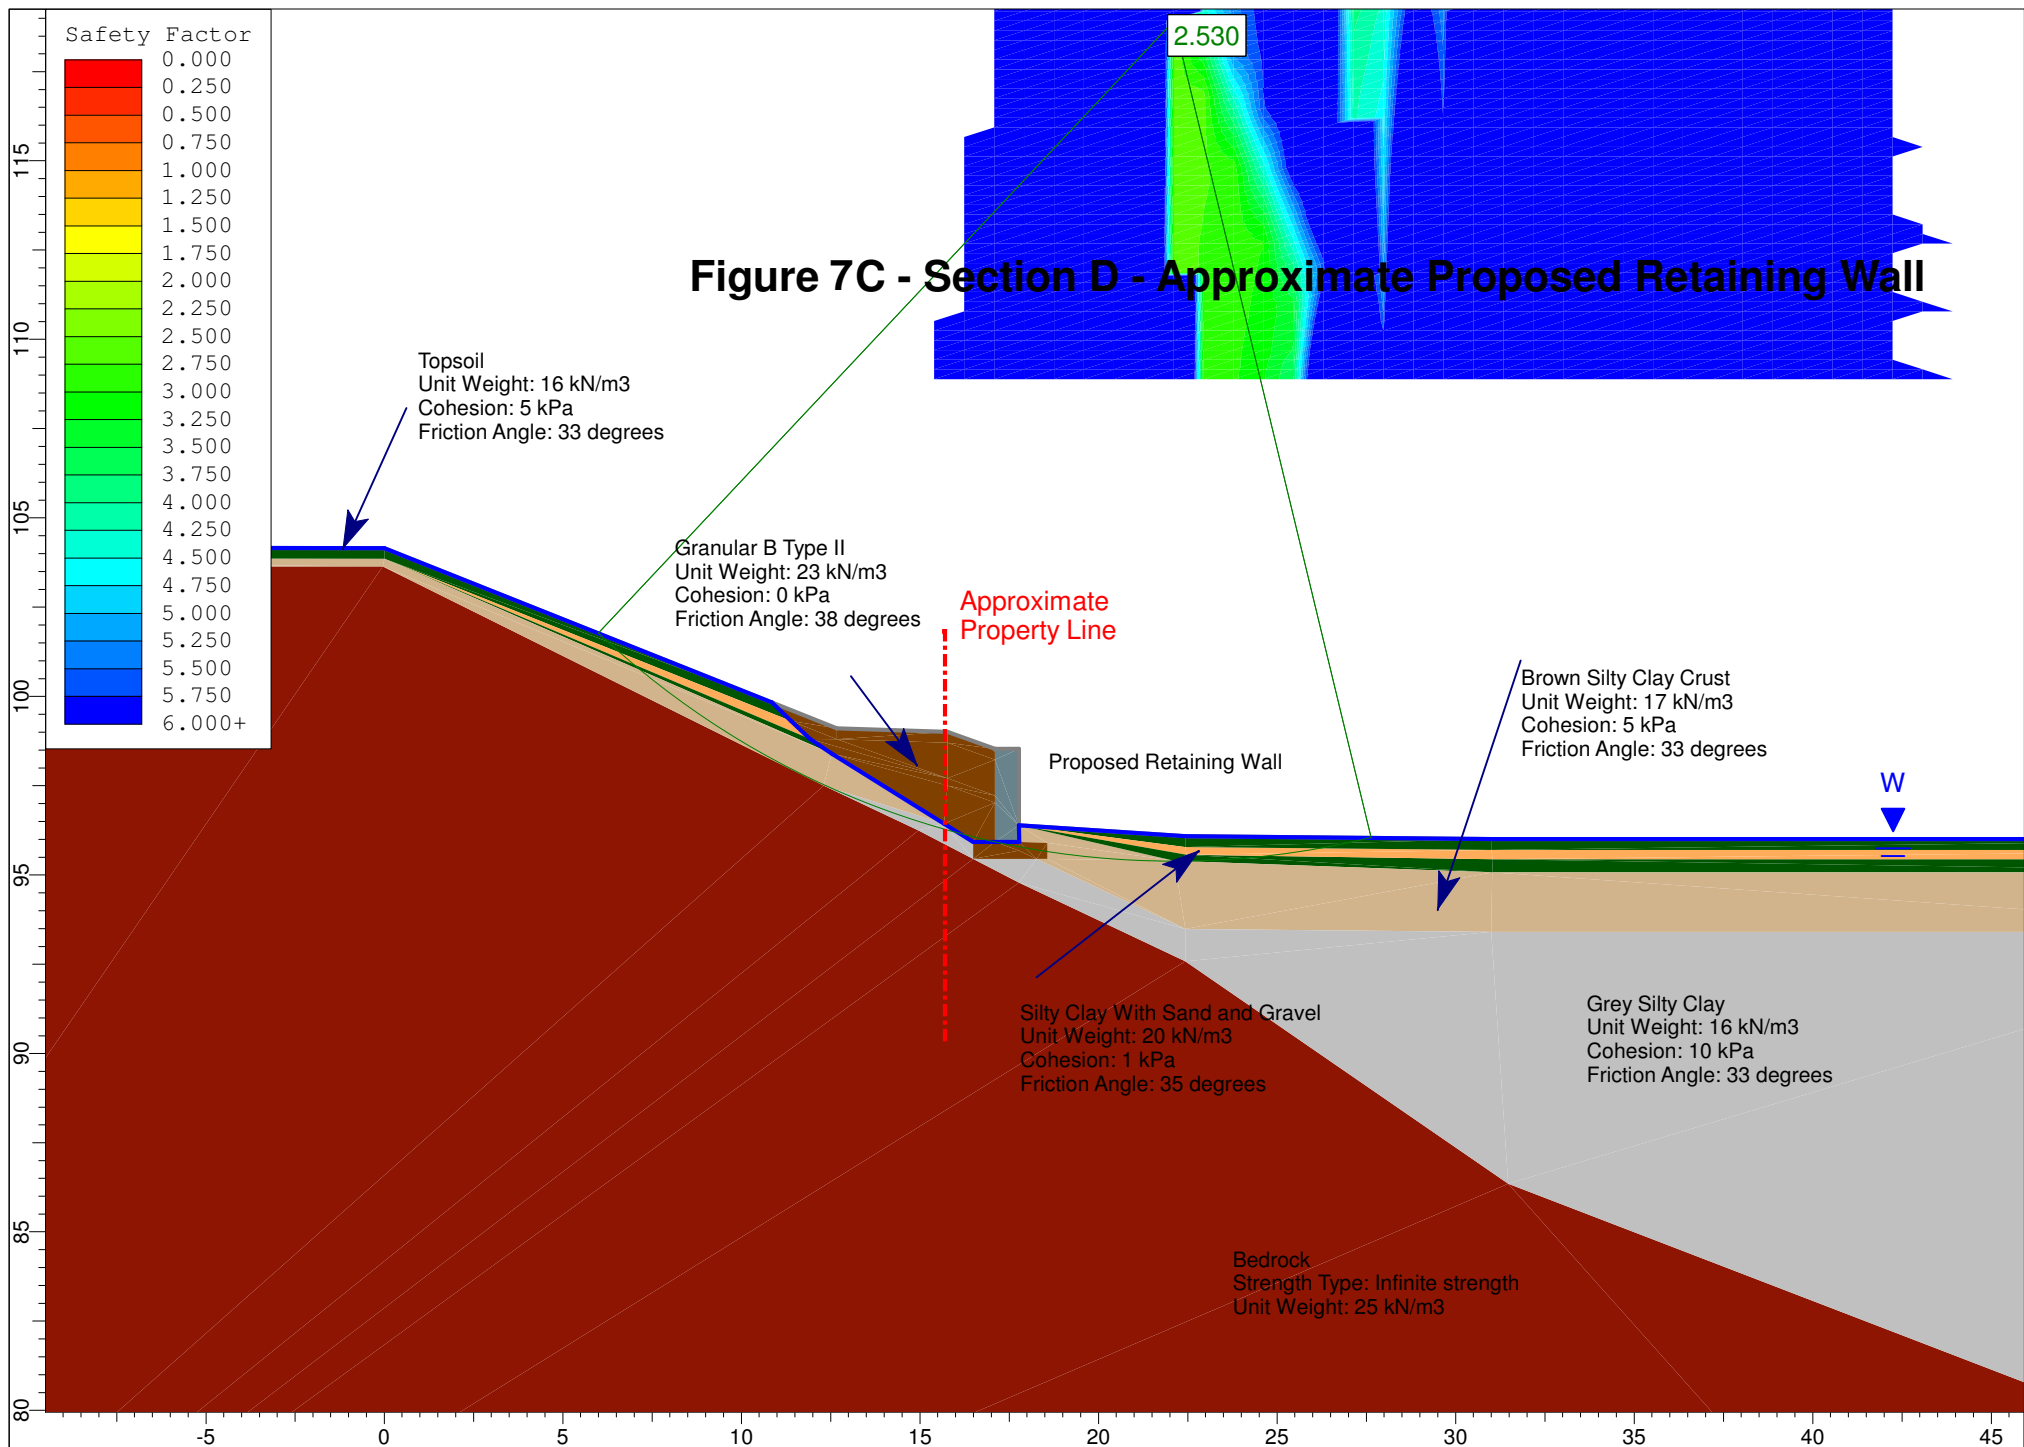 Safety Factor
0.000
0.250
0.500
0.750
1.000
1.250
1.500
1.750
2.000
2.250
2.500
2.750
3.000
3.250
3.500
3.750
4.000
4.250
4.500
4.750
5.000
5.250
5.500
5.750
6.000+
2.530
Figure 7C - Section D - Approximate Proposed Retaining Wall
Topsoil
Unit Weight: 16 kN/m3
Cohesion: 5 kPa
Friction Angle: 33 degrees
Granular B Type II
Unit Weight: 23 kN/m3
Cohesion: 0 kPa
Friction Angle: 38 degrees
Approximate
Property Line
Proposed Retaining Wall
Brown Silty Clay Crust
Unit Weight: 17 kN/m3
Cohesion: 5 kPa
Friction Angle: 33 degrees
W
Silty Clay With Sand and Gravel
Unit Weight: 20 kN/m3
Cohesion: 1 kPa
Friction Angle: 35 degrees
Grey Silty Clay
Unit Weight: 16 kN/m3
Cohesion: 10 kPa
Friction Angle: 33 degrees
Bedrock
Strength Type: Infinite strength
Unit Weight: 25 kN/m3
115
110
105
100
95
90
85
80
-5 0 5 10 15 20 25 30 35 40 45